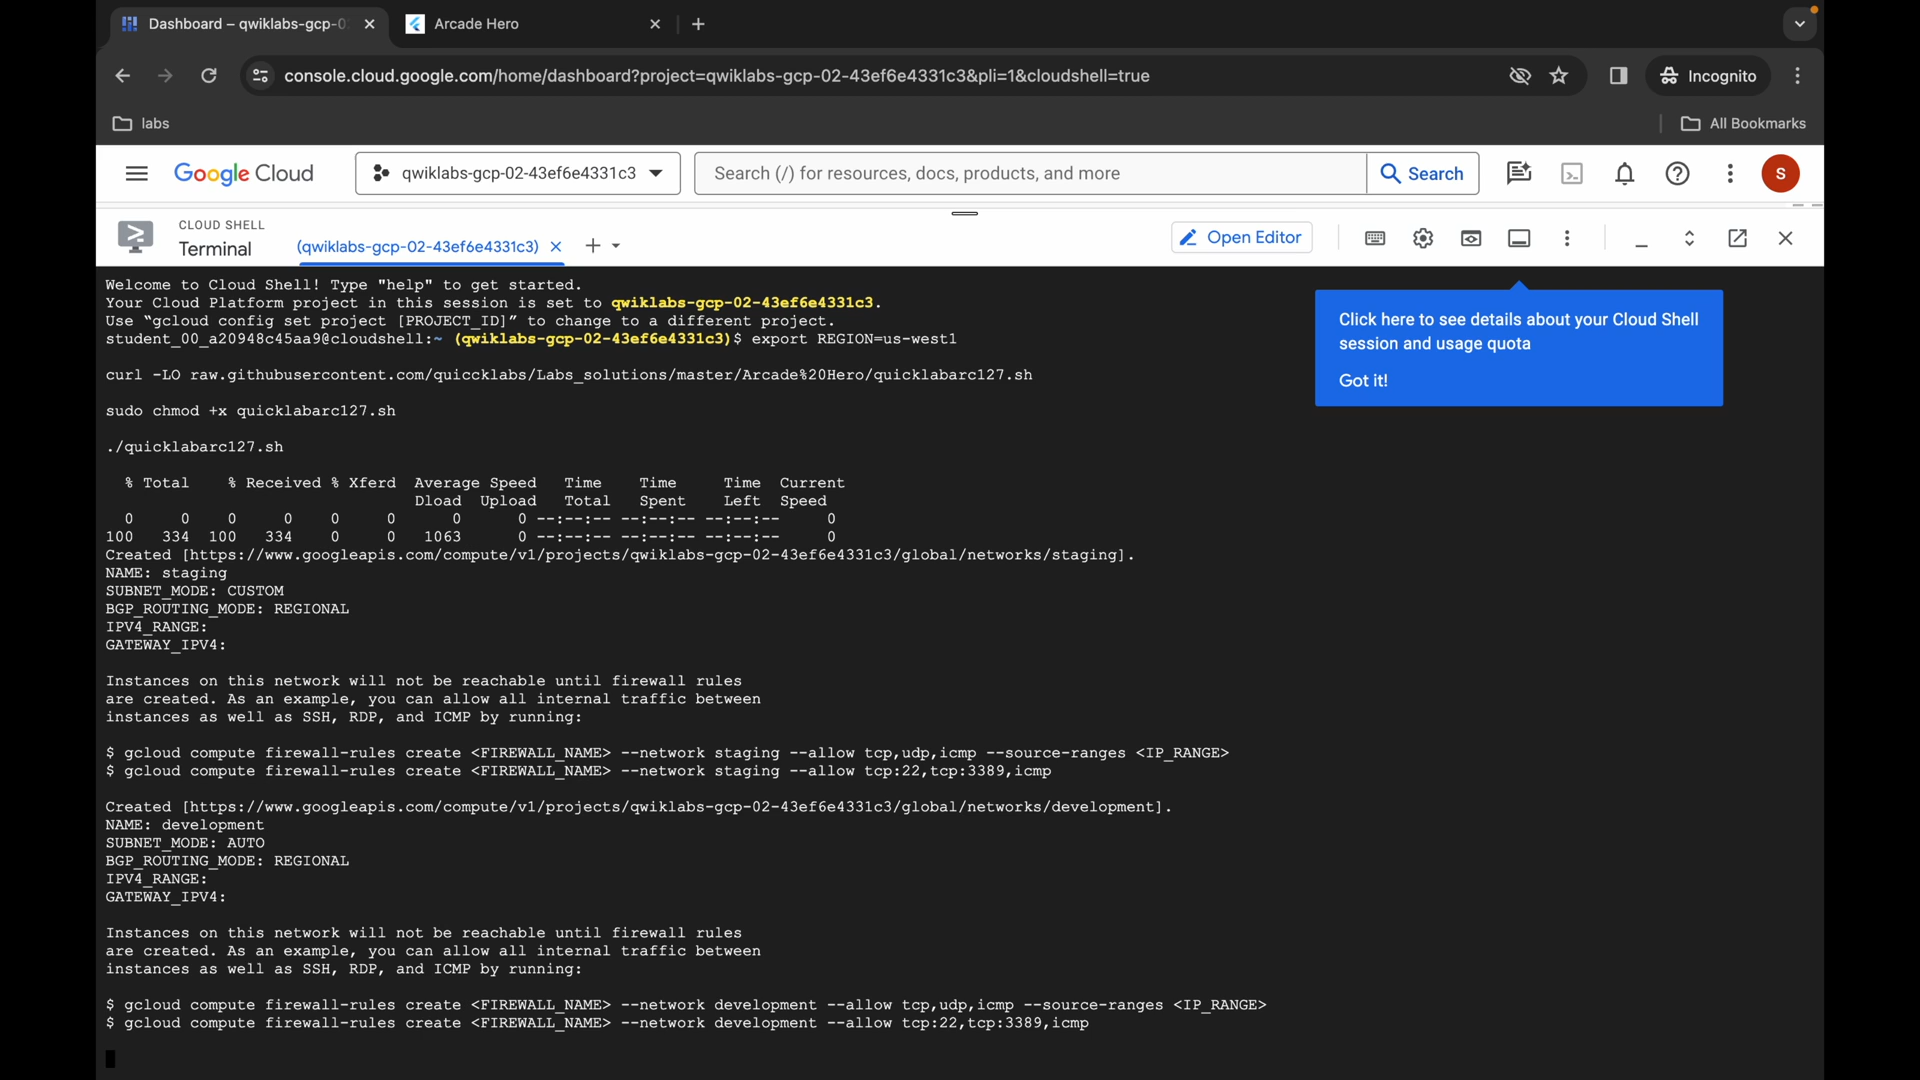 Dashboard – qwiklabs-gcp-0
Arcade Hero
console.cloud.google.com/home/dashboard?project=qwiklabs-gcp-02-43ef6e4331c3&pli=1&cloudshell=true
Incognito
labs
All Bookmarks
Google Cloud
qwiklabs-gcp-02-43ef6e4331c3
Search (/) for resources, docs, products, and more
Search
S
CLOUD SHELL
Terminal
(qwiklabs-gcp-02-43ef6e4331c3)
Open Editor
Click here to see details about your Cloud Shell
session and usage quota
Got it!
Welcome to Cloud Shell! Type "help" to get started.
Your Cloud Platform project in this session is set to qwiklabs-gcp-02-43ef6e4331c3.
Use “gcloud config set project [PROJECT_ID]” to change to a different project.
student_00_a20948c45aa9@cloudshell:~ (qwiklabs-gcp-02-43ef6e4331c3)$ export REGION=us-west1
curl -LO raw.githubusercontent.com/quiccklabs/Labs_solutions/master/Arcade%20Hero/quicklabarc127.sh
sudo chmod +x quicklabarc127.sh
./quicklabarc127.sh
% Total % Received % Xferd Average Speed Time Time Time Current
Dload Upload Total Spent Left Speed
0 0 0 0 0 0 0 0 --:--:-- --:--:-- --:--:-- 0
100 334 100 334 0 0 1063 0 --:--:-- --:--:-- --:--:-- 0
Created [https://www.googleapis.com/compute/v1/projects/qwiklabs-gcp-02-43ef6e4331c3/global/networks/staging].
NAME: staging
SUBNET_MODE: CUSTOM
BGP_ROUTING_MODE: REGIONAL
IPV4_RANGE:
GATEWAY_IPV4:
Instances on this network will not be reachable until firewall rules
are created. As an example, you can allow all internal traffic between
instances as well as SSH, RDP, and ICMP by running:
$ gcloud compute firewall-rules create <FIREWALL_NAME> --network staging --allow tcp,udp,icmp --source-ranges <IP_RANGE>
$ gcloud compute firewall-rules create <FIREWALL_NAME> --network staging --allow tcp:22,tcp:3389,icmp
Created [https://www.googleapis.com/compute/v1/projects/qwiklabs-gcp-02-43ef6e4331c3/global/networks/development].
NAME: development
SUBNET_MODE: AUTO
BGP_ROUTING_MODE: REGIONAL
IPV4_RANGE:
GATEWAY_IPV4:
Instances on this network will not be reachable until firewall rules
are created. As an example, you can allow all internal traffic between
instances as well as SSH, RDP, and ICMP by running:
$ gcloud compute firewall-rules create <FIREWALL_NAME> --network development --allow tcp,udp,icmp --source-ranges <IP_RANGE>
$ gcloud compute firewall-rules create <FIREWALL_NAME> --network development --allow tcp:22,tcp:3389,icmp